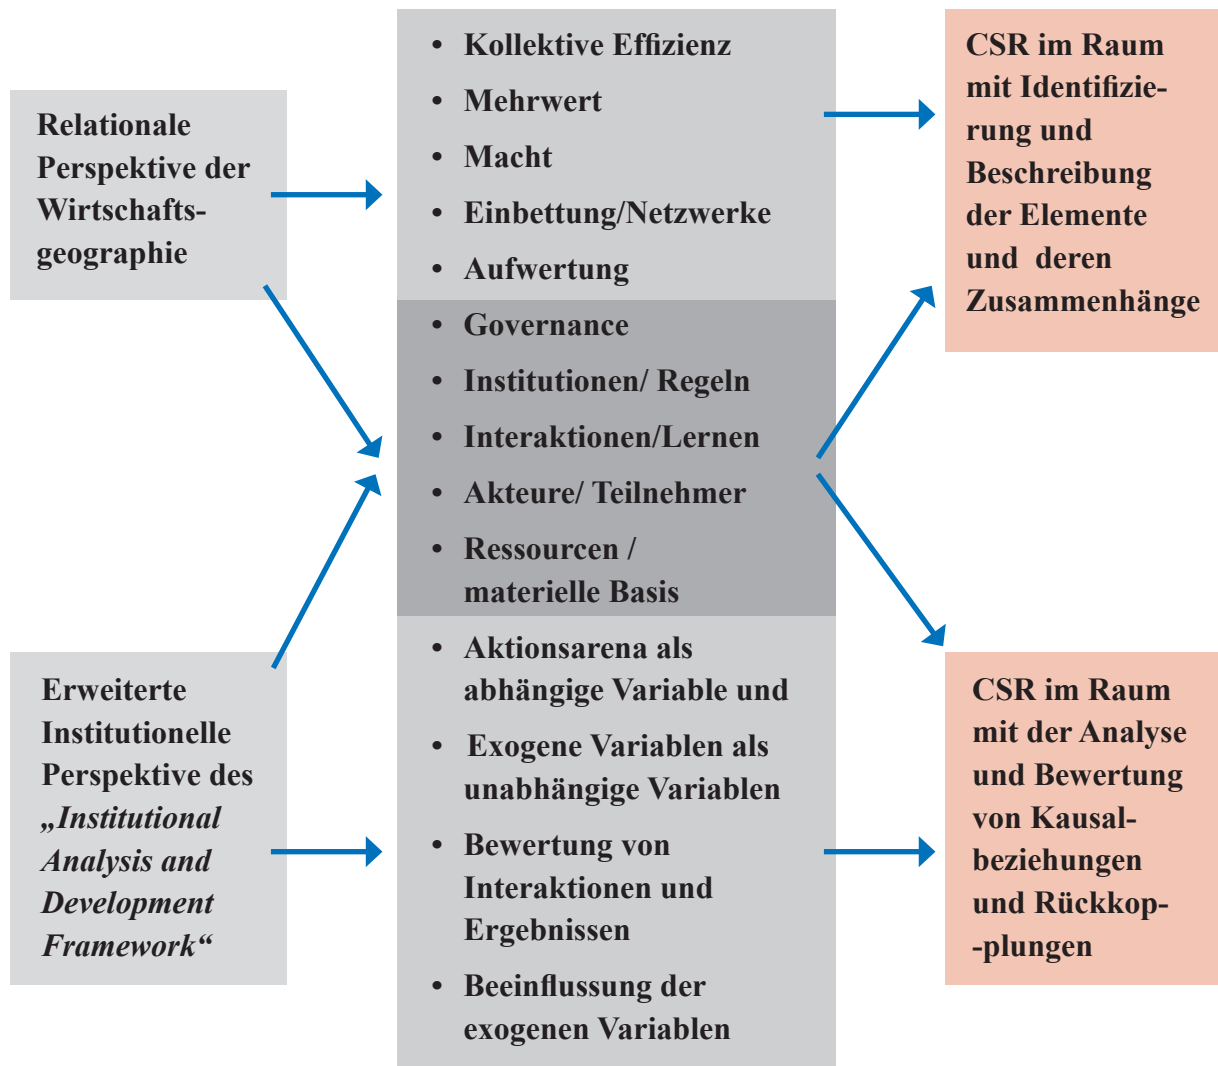 Relationale
Perspektive der
Wirtschafts-
geographie
Erweiterte
Institutionelle
Perspektive des
„Institutional
Analysis and
Development
Framework“
• Kollektive Effizienz
• Mehrwert
• Macht
• Einbettung/Netzwerke
• Aufwertung
• Governance
• Institutionen/ Regeln
• Interaktionen/Lernen
• Akteure/ Teilnehmer
• Ressourcen /
materielle Basis
• Aktionsarena als
abhängige Variable und
• Exogene Variablen als
unabhängige Variablen
• Bewertung von
Interaktionen und
Ergebnissen
• Beeinflussung der
exogenen Variablen
CSR im Raum
mit Identifizie-
rung und
Beschreibung
der Elemente
und deren
Zusammenhänge
CSR im Raum
mit der Analyse
und Bewertung
von Kausal-
beziehungen
und Rückkop-
-plungen